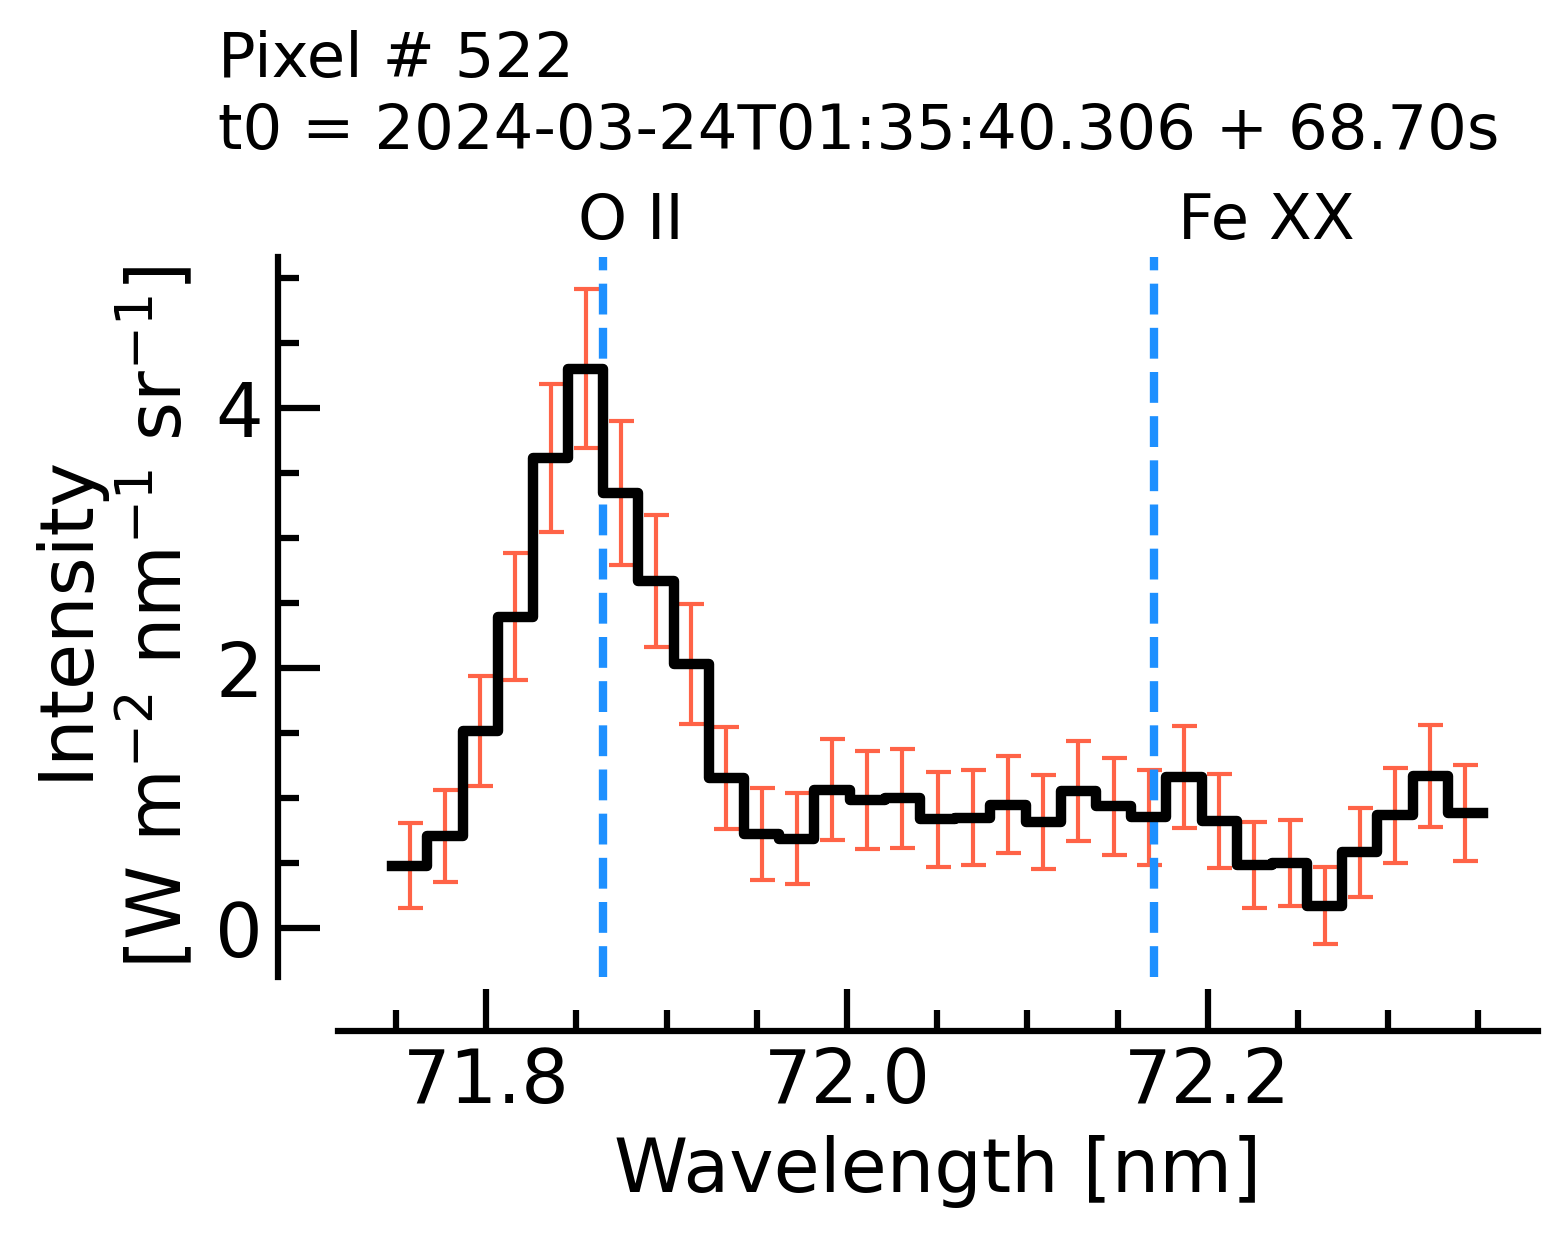 Pixel # 522
t0 = 2024-03-24T01:35:40.306 + 68.70s
O II
Fe XX
Intensity
[W m⁻² nm⁻¹ sr⁻¹]
4
2
0
71.8 72.0 72.2
Wavelength [nm]